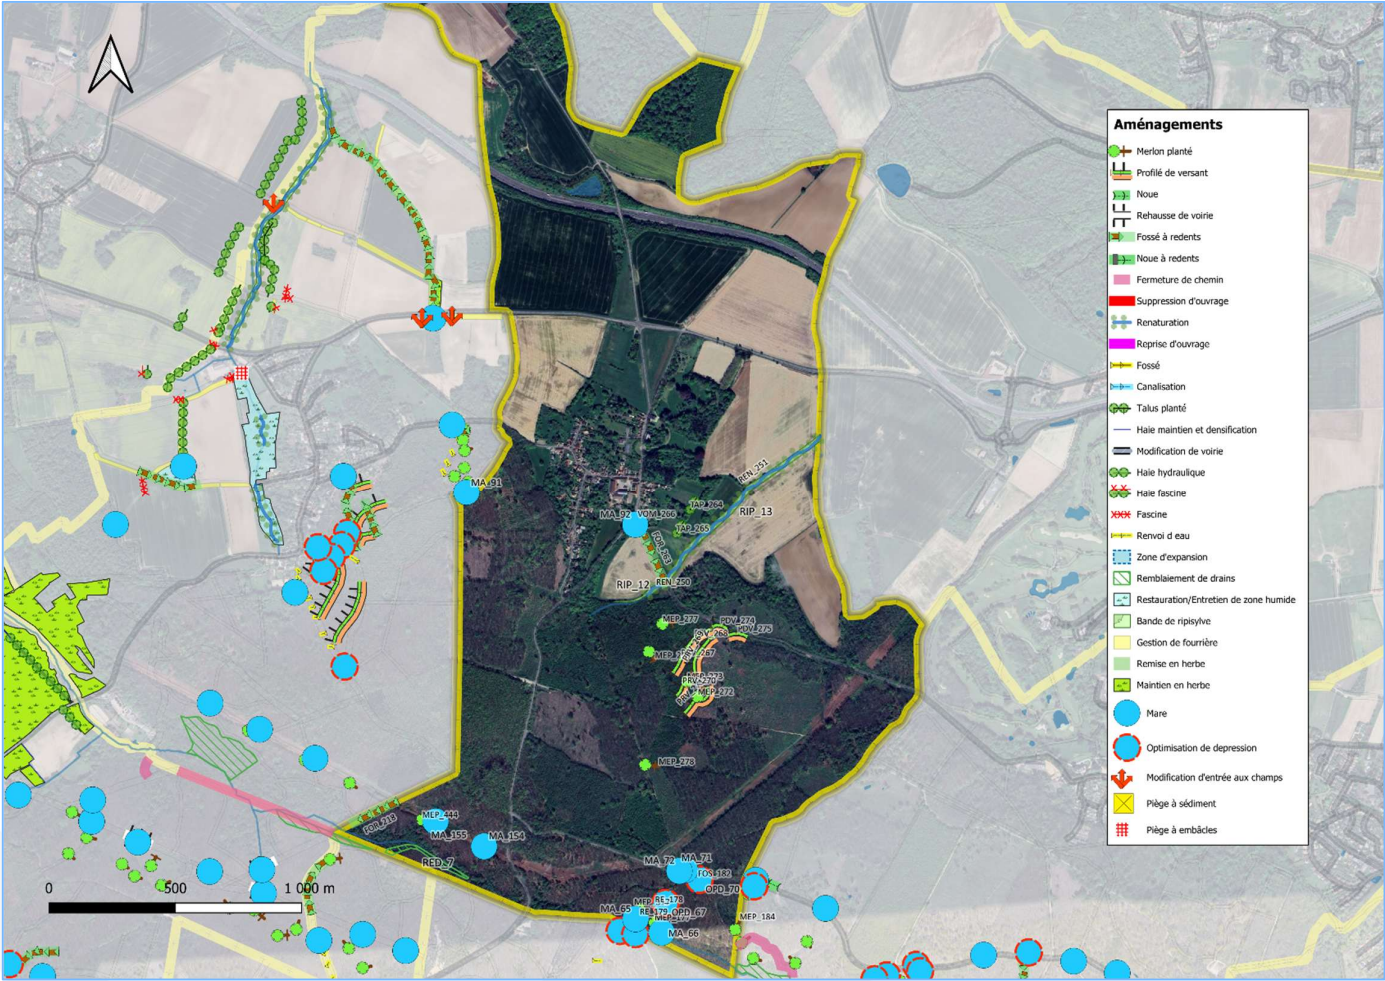 Aménagements
Merlon planté
Profilé de versant
Noue
Rehausse de voirie
Fossé à redents
Noue à redents
Fermeture de chemin
Suppression d'ouvrage
Renaturation
Reprise d'ouvrage
Fossé
Canalisation
Talus planté
Haie maintien et densification
Modification de voirie
Haie hydraulique
Haie fascine
Fascine
Renvoi d eau
Zone d'expansion
Remblaiement de drains
Restauration/Entretien de zone humide
Bande de ripisylve
Gestion de fourrière
Remise en herbe
Maintien en herbe
Mare
Optimisation de depression
Modification d'entrée aux champs
Piège à sédiment
Piège à embâcles
MA_91
REN_251
TAP_264
RIP_13
MA_92
VOM_266
TAP_265
FOR_263
RIP_12
REN_250
MEP_277
PDV_274
PDV_275
MEP_272
MEP_278
MEP_444
FOR_218
MA_155
MA_154
RED_7
MA_72
MA_71
FOS_182
OPD_70
MA_65
OPD_67
MEP_184
MA_66
0 500 1 000 m